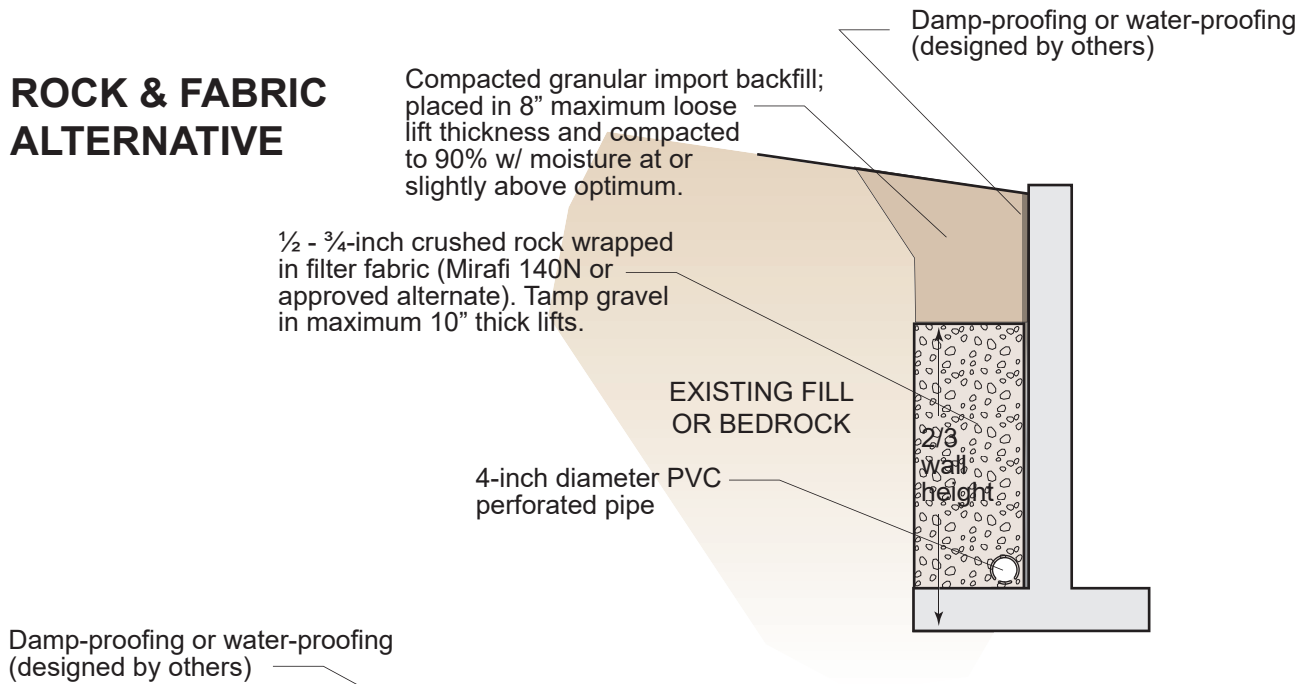 ROCK & FABRIC
ALTERNATIVE
Damp-proofing or water-proofing
(designed by others)
Compacted granular import backfill;
placed in 8” maximum loose
lift thickness and compacted
to 90% w/ moisture at or
slightly above optimum.
½ - ¾-inch crushed rock wrapped
in filter fabric (Mirafi 140N or
approved alternate). Tamp gravel
in maximum 10” thick lifts.
EXISTING FILL
OR BEDROCK
2/3
wall
height
4-inch diameter PVC
perforated pipe
Damp-proofing or water-proofing
(designed by others)